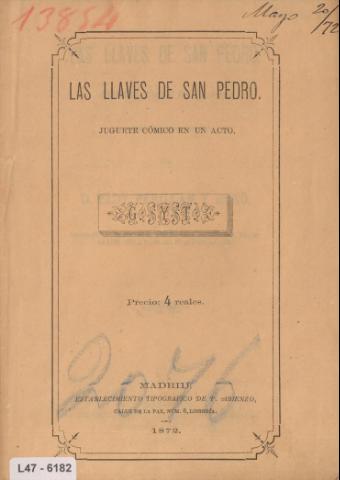 13854
Mayo 20/72
LAS LLAVES DE SAN PEDRO.
JUGUETE CÓMICO EN UN ACTO,
Precio: 4 reales.
2076
MADRID
ESTABLECIMIENTO TIPOGRÁFICO DE
CALLE DE LA PAZ, NÚM. 6, LIBRERÍA.
1872.
L47 - 6182